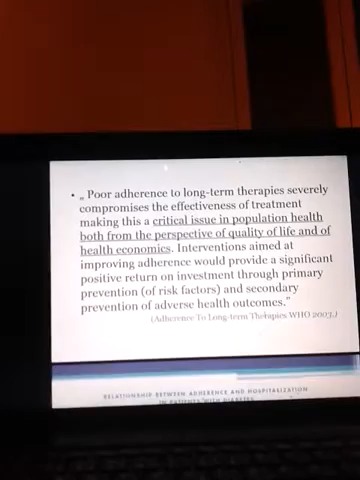 • „ Poor adherence to long-term therapies severely
compromises the effectiveness of treatment
making this a critical issue in population health
both from the perspective of quality of life and of
health economics. Interventions aimed at
improving adherence would provide a significant
positive return on investment through primary
prevention (of risk factors) and secondary
prevention of adverse health outcomes."
(Adherence To Long-term Therapies WHO 2003.)
RELATIONSHIP BETWEEN ADHERENCE AND HOSPITALIZATION
IN PATIENTS WITH DIABETES